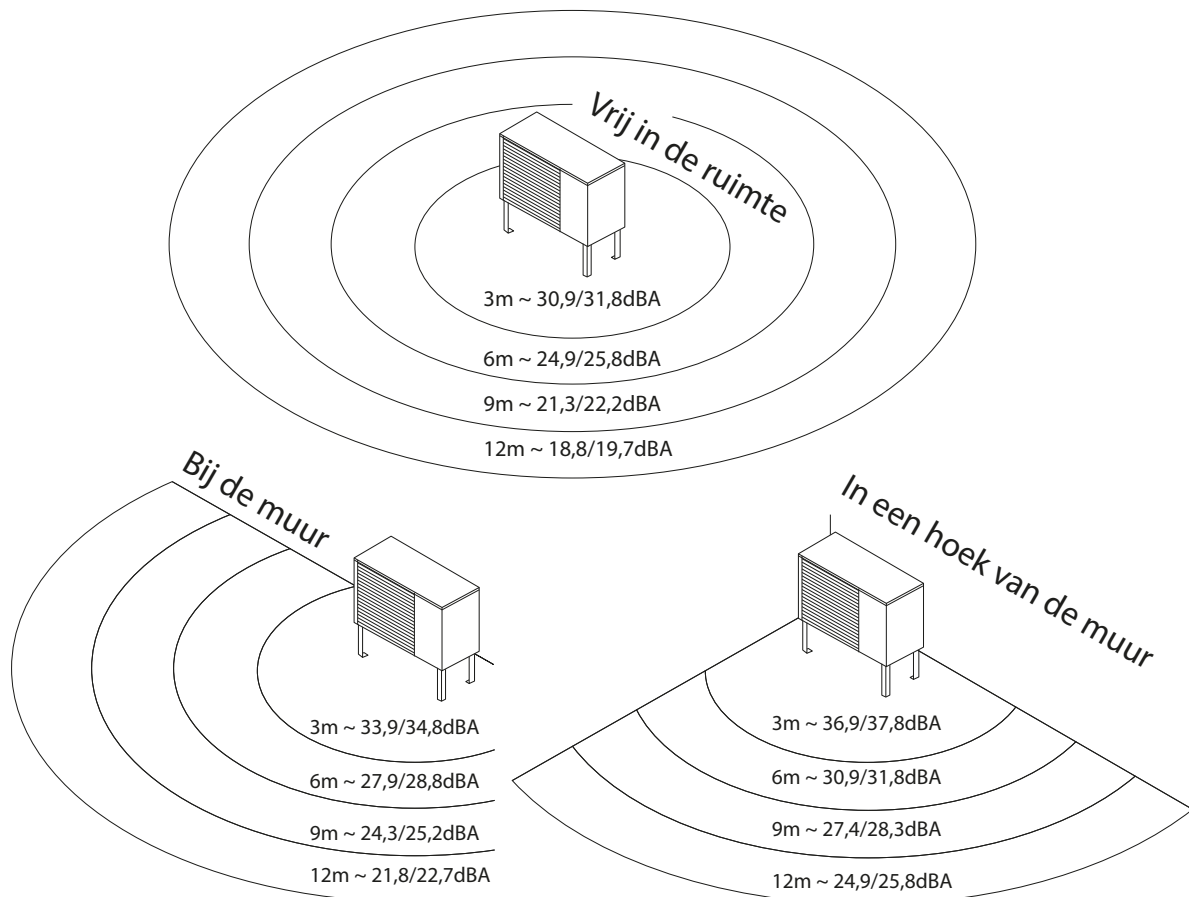 Vrij in de ruimte
3m ~ 30,9/31,8dBA
6m ~ 24,9/25,8dBA
9m ~ 21,3/22,2dBA
12m ~ 18,8/19,7dBA
Bij de muur
3m ~ 33,9/34,8dBA
6m ~ 27,9/28,8dBA
9m ~ 24,3/25,2dBA
12m ~ 21,8/22,7dBA
In een hoek van de muur
3m ~ 36,9/37,8dBA
6m ~ 30,9/31,8dBA
9m ~ 27,4/28,3dBA
12m ~ 24,9/25,8dBA